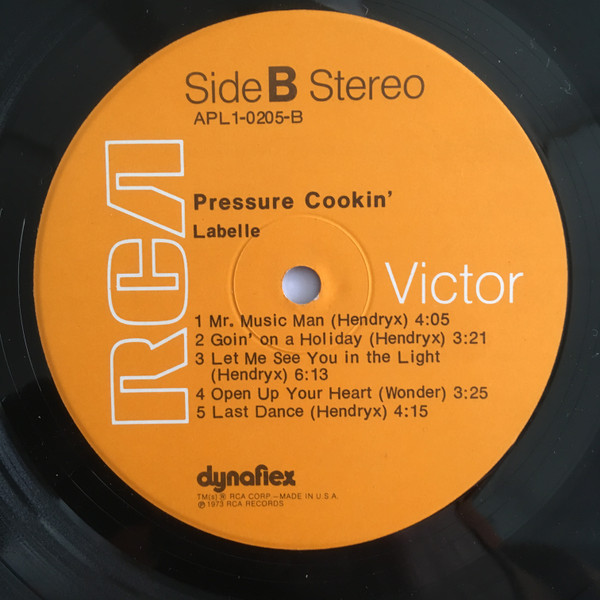 Side B Stereo
APL1-0205-B
RCA
Pressure Cookin'
Labelle
Victor
1 Mr. Music Man (Hendryx) 4:05
2 Goin' on a Holiday (Hendryx) 3:21
3 Let Me See You in the Light
(Hendryx) 6:13
4 Open Up Your Heart (Wonder) 3:25
5 Last Dance (Hendryx) 4:15
dynaflex
TM(s) ® RCA CORP.—MADE IN U.S.A.
℗ 1973 RCA RECORDS